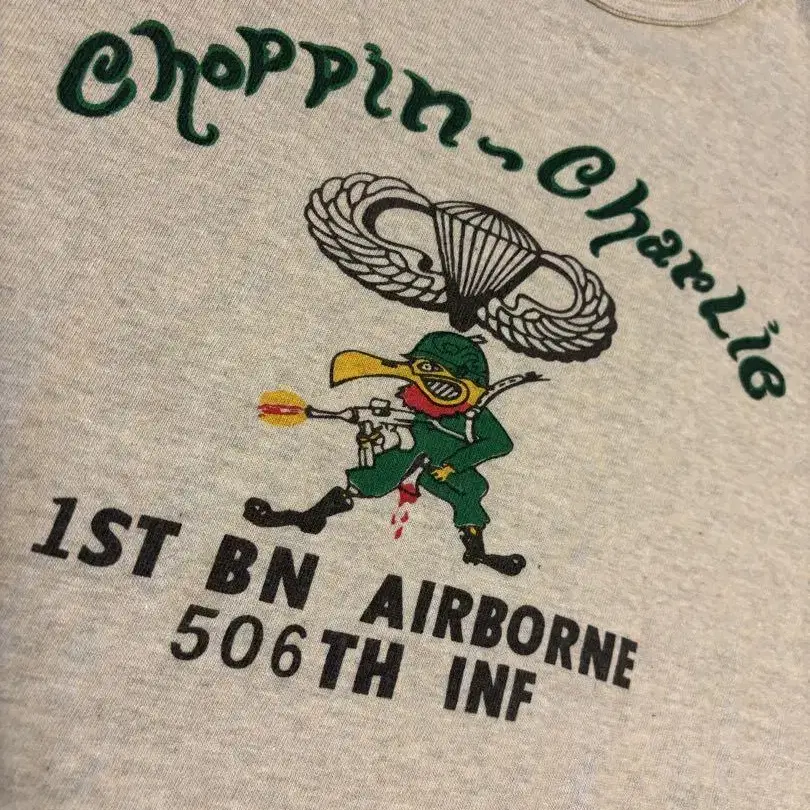 Choppin~Charlie
1ST BN AIRBORNE
506TH INF